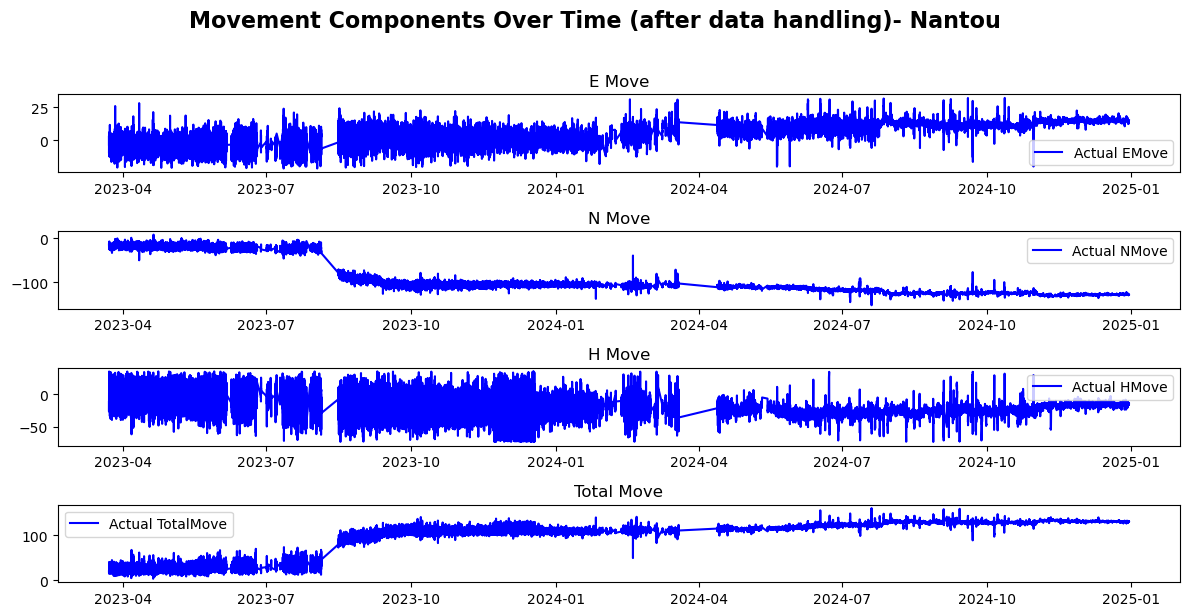 Movement Components Over Time (after data handling)- Nantou
E Move
25
0
Actual EMove
2023-04 2023-07 2023-10 2024-01 2024-04 2024-07 2024-10 2025-01
N Move
0
−100
Actual NMove
2023-04 2023-07 2023-10 2024-01 2024-04 2024-07 2024-10 2025-01
H Move
0
−50
Actual HMove
2023-04 2023-07 2023-10 2024-01 2024-04 2024-07 2024-10 2025-01
Total Move
Actual TotalMove
100
0
2023-04 2023-07 2023-10 2024-01 2024-04 2024-07 2024-10 2025-01